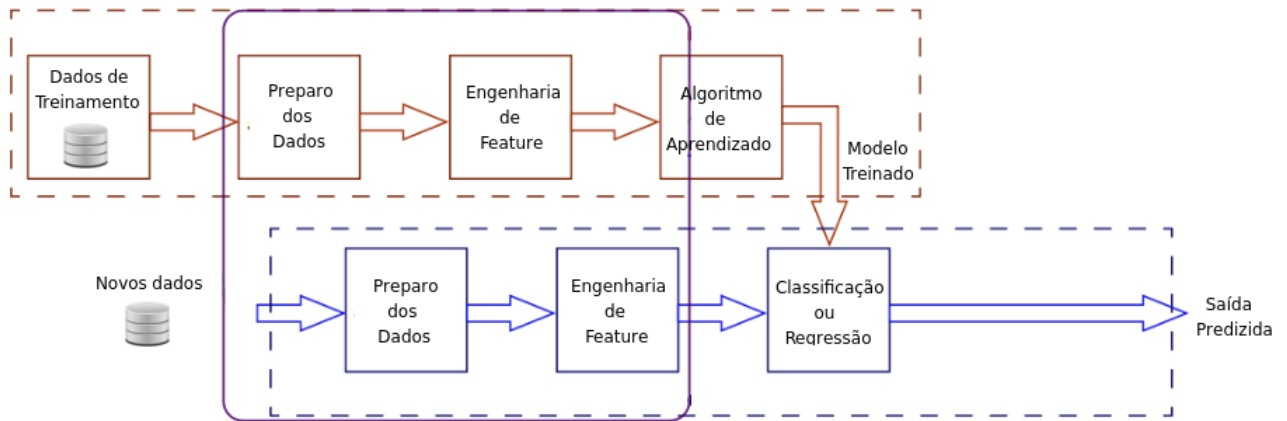 Dados de
Treinamento
Preparo
dos
Dados
Engenharia
de
Feature
Algoritmo
de
Aprendizado
Modelo
Treinado
Novos dados
Preparo
dos
Dados
Engenharia
de
Feature
Classificação
ou
Regressão
Saída
Predizida